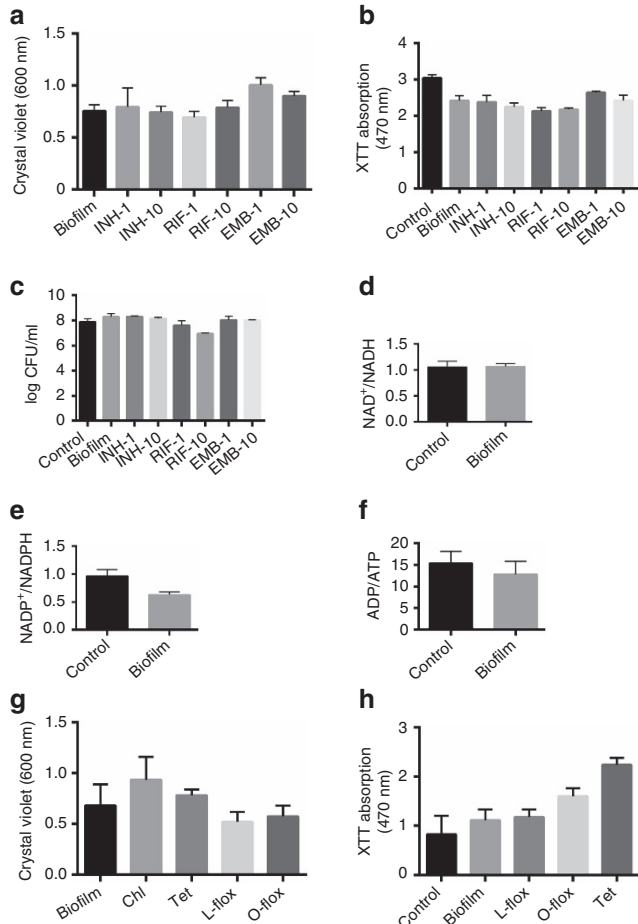 a
Crystal violet (600 nm)
1.5
1.0
0.5
0
Biofilm
INH-1
INH-10
RIF-1
RIF-10
EMB-1
EMB-10
b
XTT absorption
(470 nm)
4
3
2
1
0
Control
Biofilm
INH-1
INH-10
RIF-1
RIF-10
EMB-1
EMB-10
c
log CFU/ml
10
8
6
4
2
0
Control
Biofilm
INH-1
INH-10
RIF-1
RIF-10
EMB-1
EMB-10
d
NAD+/NADH
1.5
1.0
0.5
0.0
Control
Biofilm
e
NADP+/NADPH
1.5
1.0
0.5
0.0
Control
Biofilm
f
ADP/ATP
20
15
10
5
0
Control
Biofilm
g
Crystal violet (600 nm)
1.5
1.0
0.5
0.0
Biofilm
Chl
Tet
L-flox
O-flox
h
XTT absorption
(470 nm)
3
2
1
0
Control
Biofilm
L-flox
O-flox
Tet